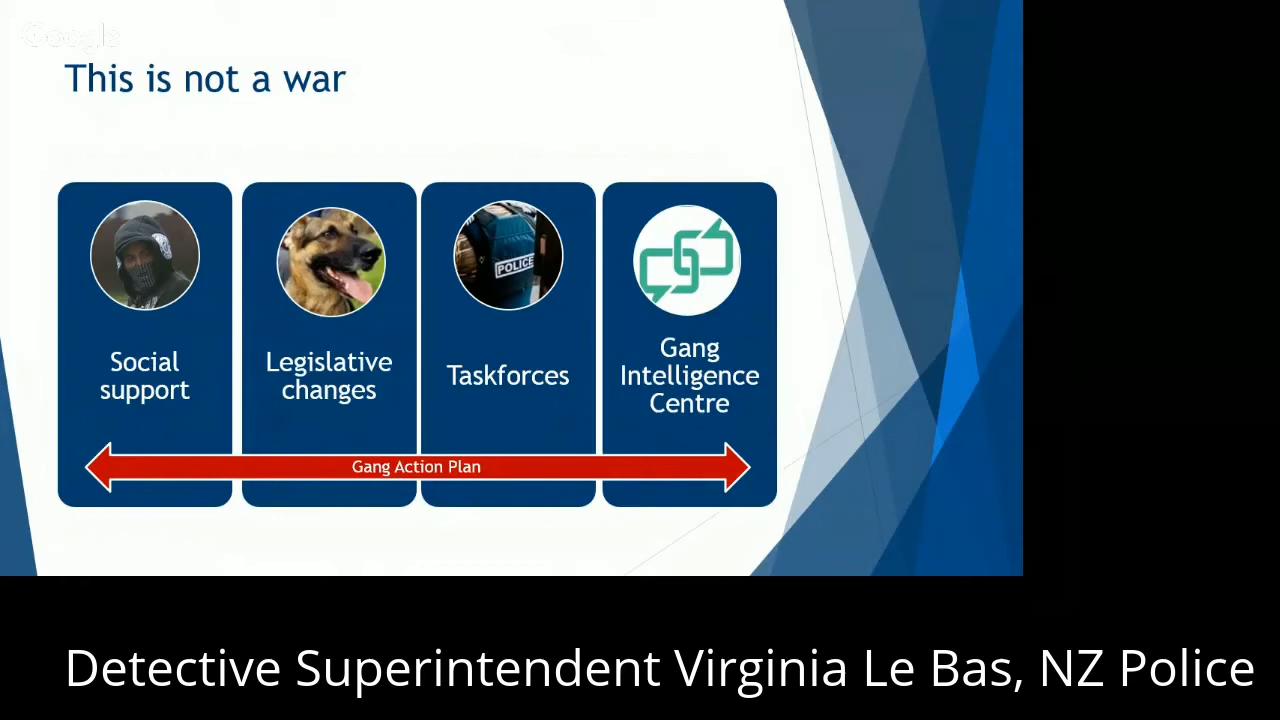 Google
This is not a war
Social
support
Legislative
changes
Taskforces
POLICE
Gang
Intelligence
Centre
Gang Action Plan
Detective Superintendent Virginia Le Bas, NZ Police